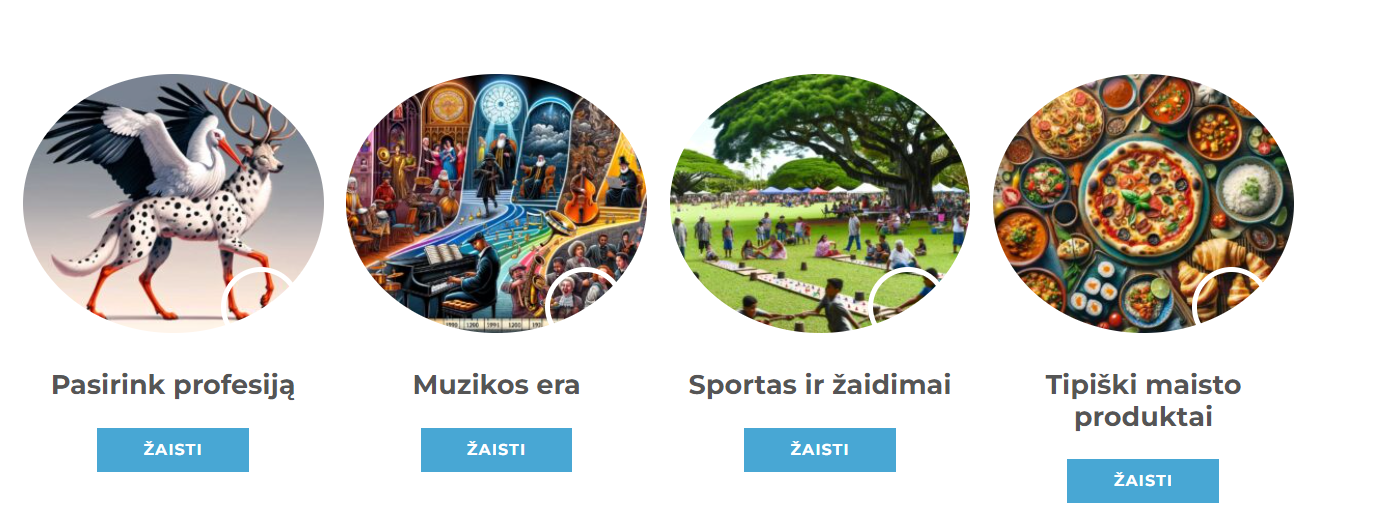 Pasirink profesiją
Muzikos era
Sportas ir žaidimai
Tipiški maisto
produktai
ŽAISTI
ŽAISTI
ŽAISTI
ŽAISTI